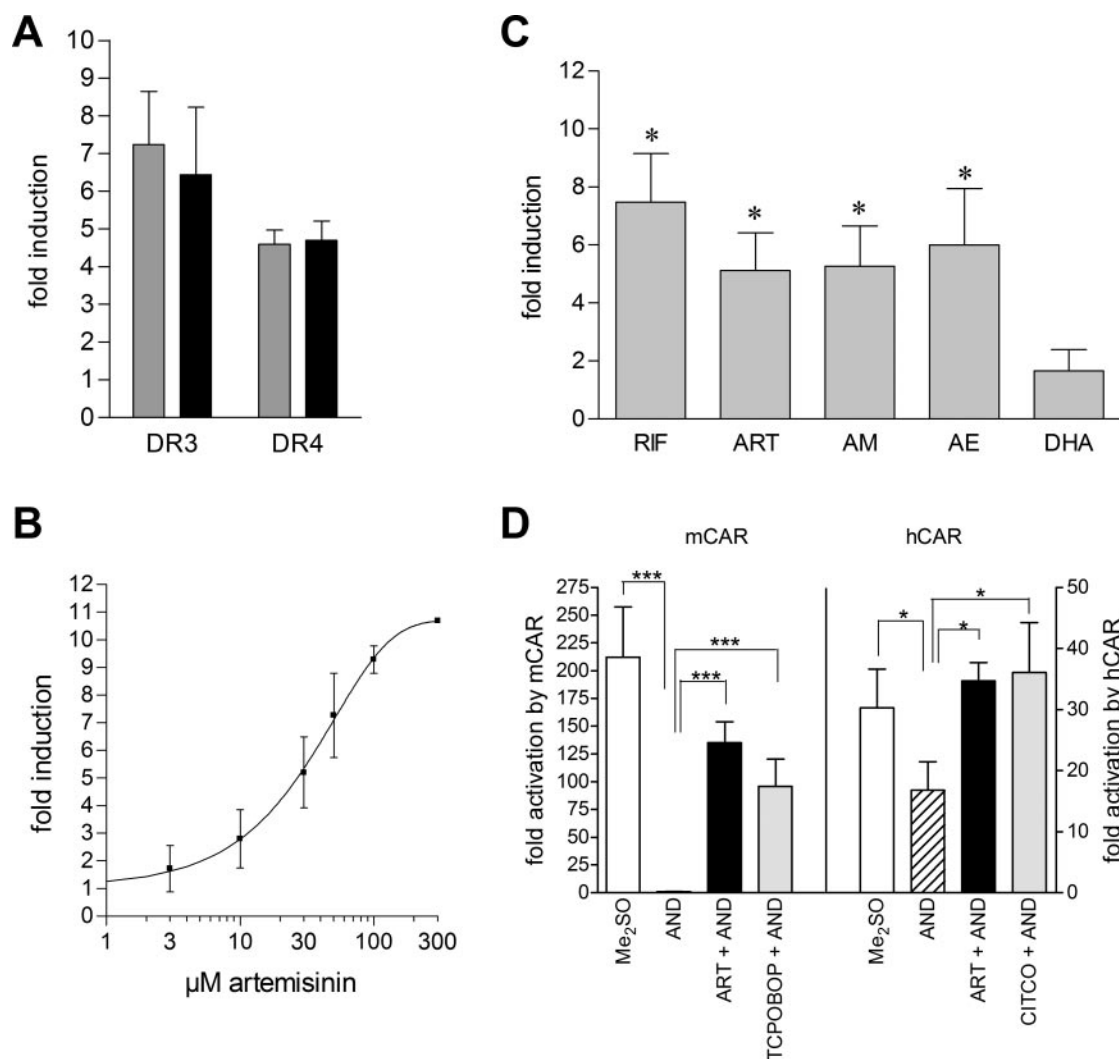 A
10
9
8
7
6
5
4
3
2
1
0
fold induction
DR3 DR4
B
12
11
10
9
8
7
6
5
4
3
2
1
0
fold induction
1 3 10 30 100 300
µM artemisinin
C
12
10
8
6
4
2
0
fold induction
* * * *
RIF ART AM AE DHA
D
mCAR hCAR
275
250
225
200
175
150
125
100
75
50
25
0
fold activation by mCAR
*** *** ***
* * *
50
40
30
20
10
0
fold activation by hCAR
Me₂SO
AND
ART + AND
TCPOBOP + AND
Me₂SO
AND
ART + AND
CITCO + AND